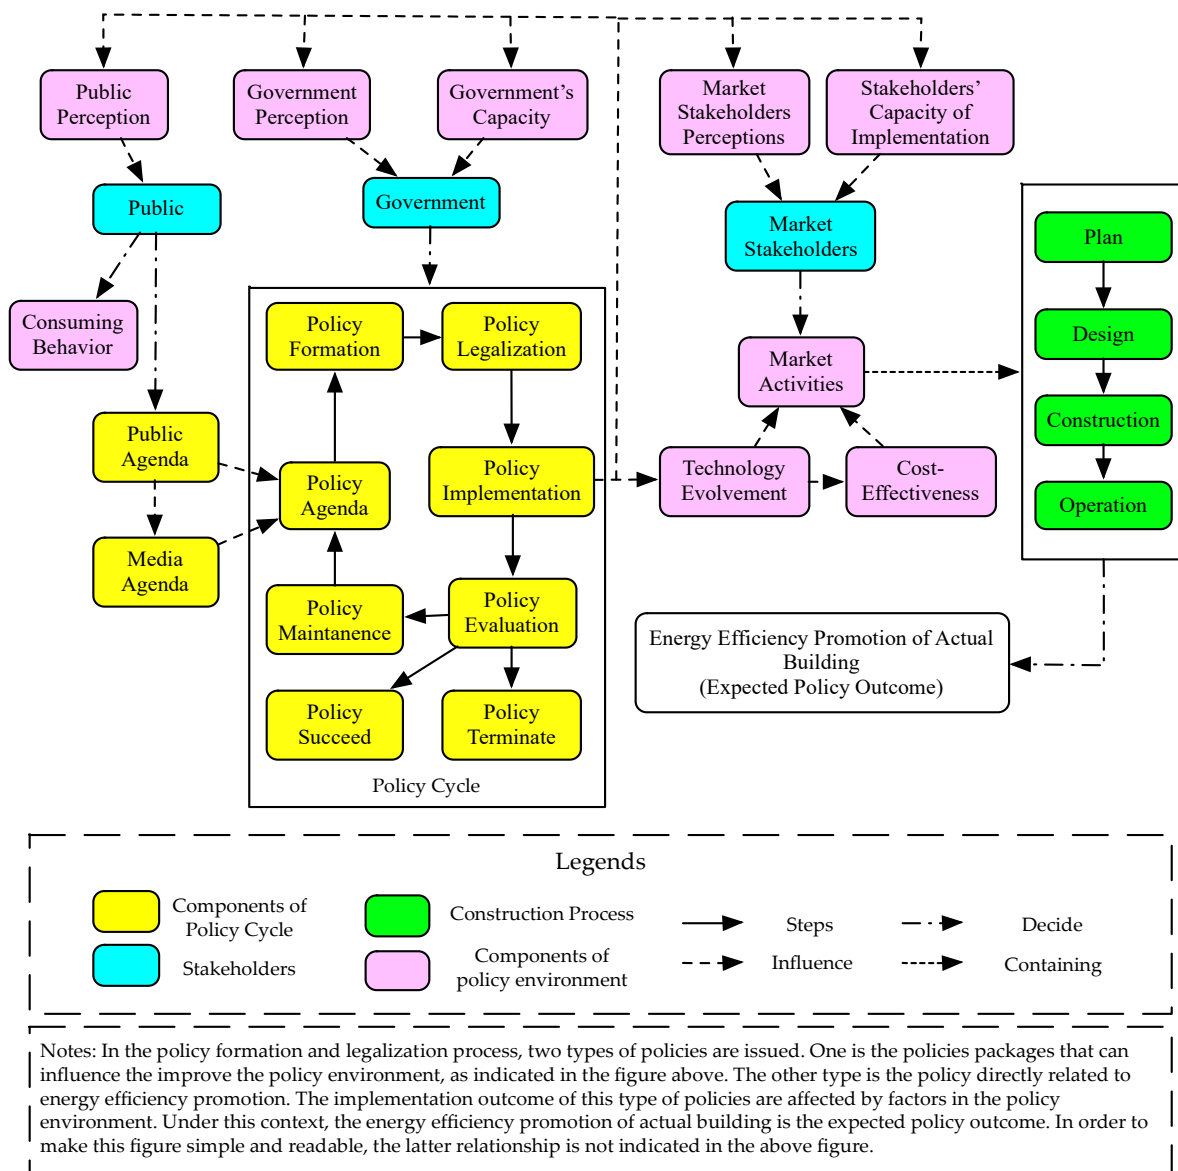 Public
Perception
Government
Perception
Government’s
Capacity
Market
Stakeholders
Perceptions
Stakeholders’
Capacity of
Implementation
Public
Government
Market
Stakeholders
Plan
Consuming
Behavior
Policy
Formation
Policy
Legalization
Market
Activities
Design
Public
Agenda
Policy
Agenda
Policy
Implementation
Technology
Evolvement
Cost-
Effectiveness
Construction
Operation
Media
Agenda
Policy
Maintanence
Policy
Evaluation
Energy Efficiency Promotion of Actual
Building
(Expected Policy Outcome)
Policy
Succeed
Policy
Terminate
Policy Cycle
Legends
Components of
Policy Cycle
Construction Process
Steps
Decide
Stakeholders
Components of
policy environment
Influence
Containing
Notes: In the policy formation and legalization process, two types of policies are issued. One is the policies packages that can
influence the improve the policy environment, as indicated in the figure above. The other type is the policy directly related to
energy efficiency promotion. The implementation outcome of this type of policies are affected by factors in the policy
environment. Under this context, the energy efficiency promotion of actual building is the expected policy outcome. In order to
make this figure simple and readable, the latter relationship is not indicated in the above figure.